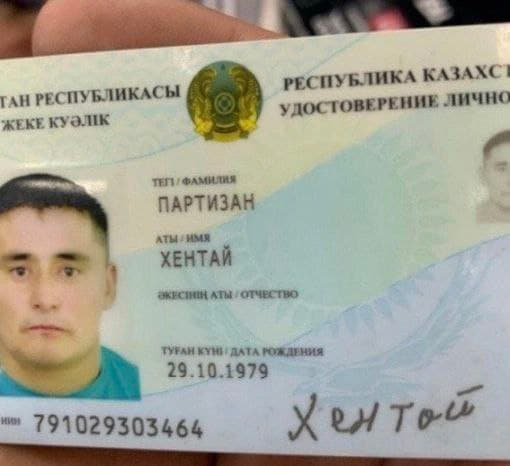 ТАН РЕСПУБЛИКАСЫ
ЖЕКЕ КУӘЛІК
РЕСПУБЛИКА КАЗАХСТ
УДОСТОВЕРЕНИЕ ЛИЧНО
ТЕГІ / ФАМИЛИЯ
ПАРТИЗАН
АТЫ / ИМЯ
ХЕНТАЙ
ӘКЕСІНІҢ АТЫ / ОТЧЕСТВО
ТУҒАН КҮНІ / ДАТА РОЖДЕНИЯ
29.10.1979
ИИН 791029303464
Хентай